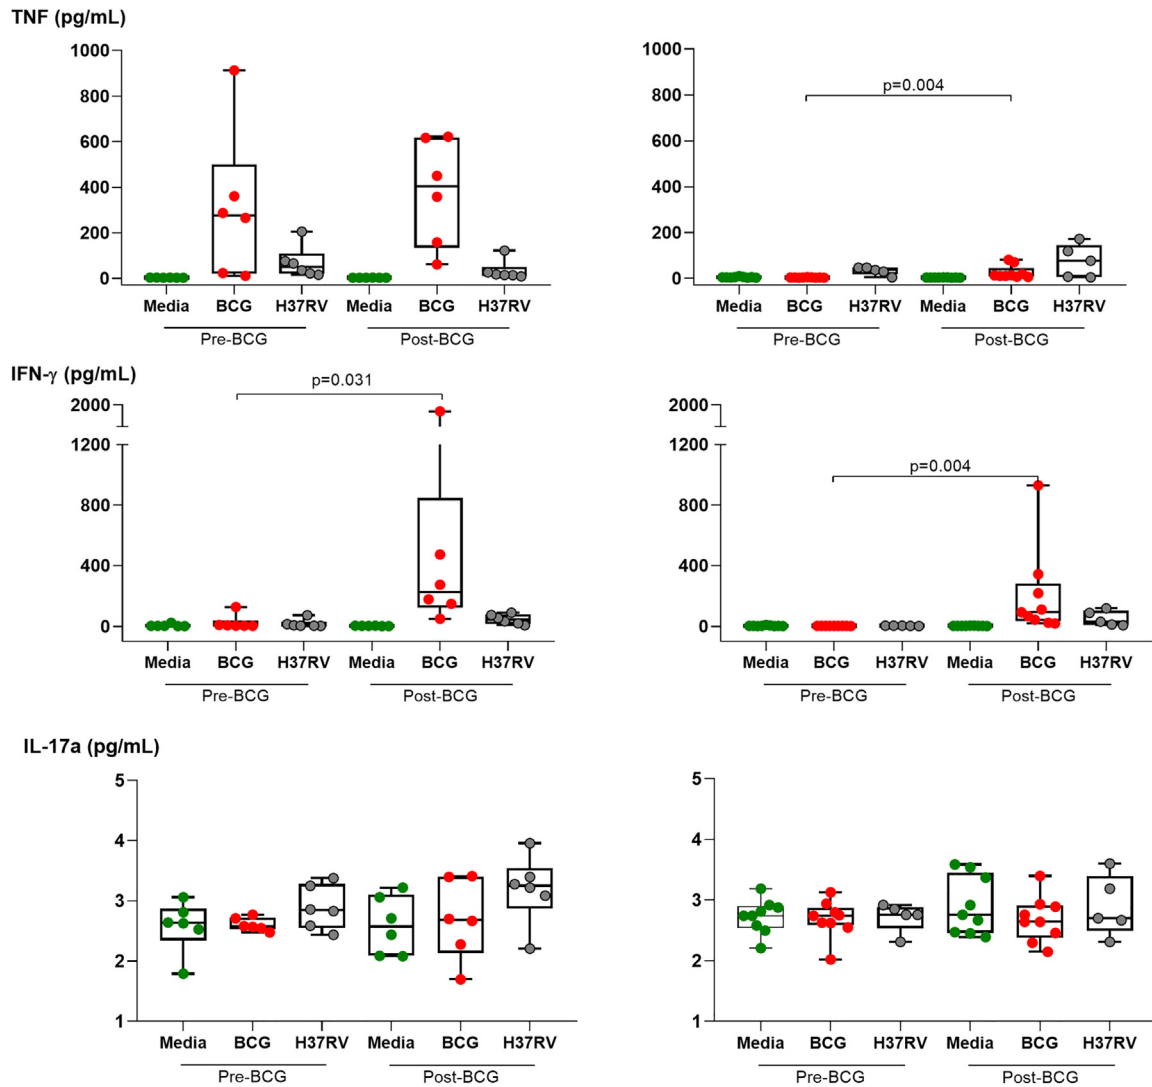 TNF (pg/mL)
1000
800
600
400
200
0
Media BCG H37RV Media BCG H37RV
Pre-BCG Post-BCG
1000
800
600
400
200
0
p=0.004
Media BCG H37RV Media BCG H37RV
Pre-BCG Post-BCG
IFN-γ (pg/mL)
p=0.031
2000
1200
800
400
0
Media BCG H37RV Media BCG H37RV
Pre-BCG Post-BCG
2000
1200
800
400
0
p=0.004
Media BCG H37RV Media BCG H37RV
Pre-BCG Post-BCG
IL-17a (pg/mL)
5
4
3
2
1
Media BCG H37RV Media BCG H37RV
Pre-BCG Post-BCG
5
4
3
2
1
Media BCG H37RV Media BCG H37RV
Pre-BCG Post-BCG